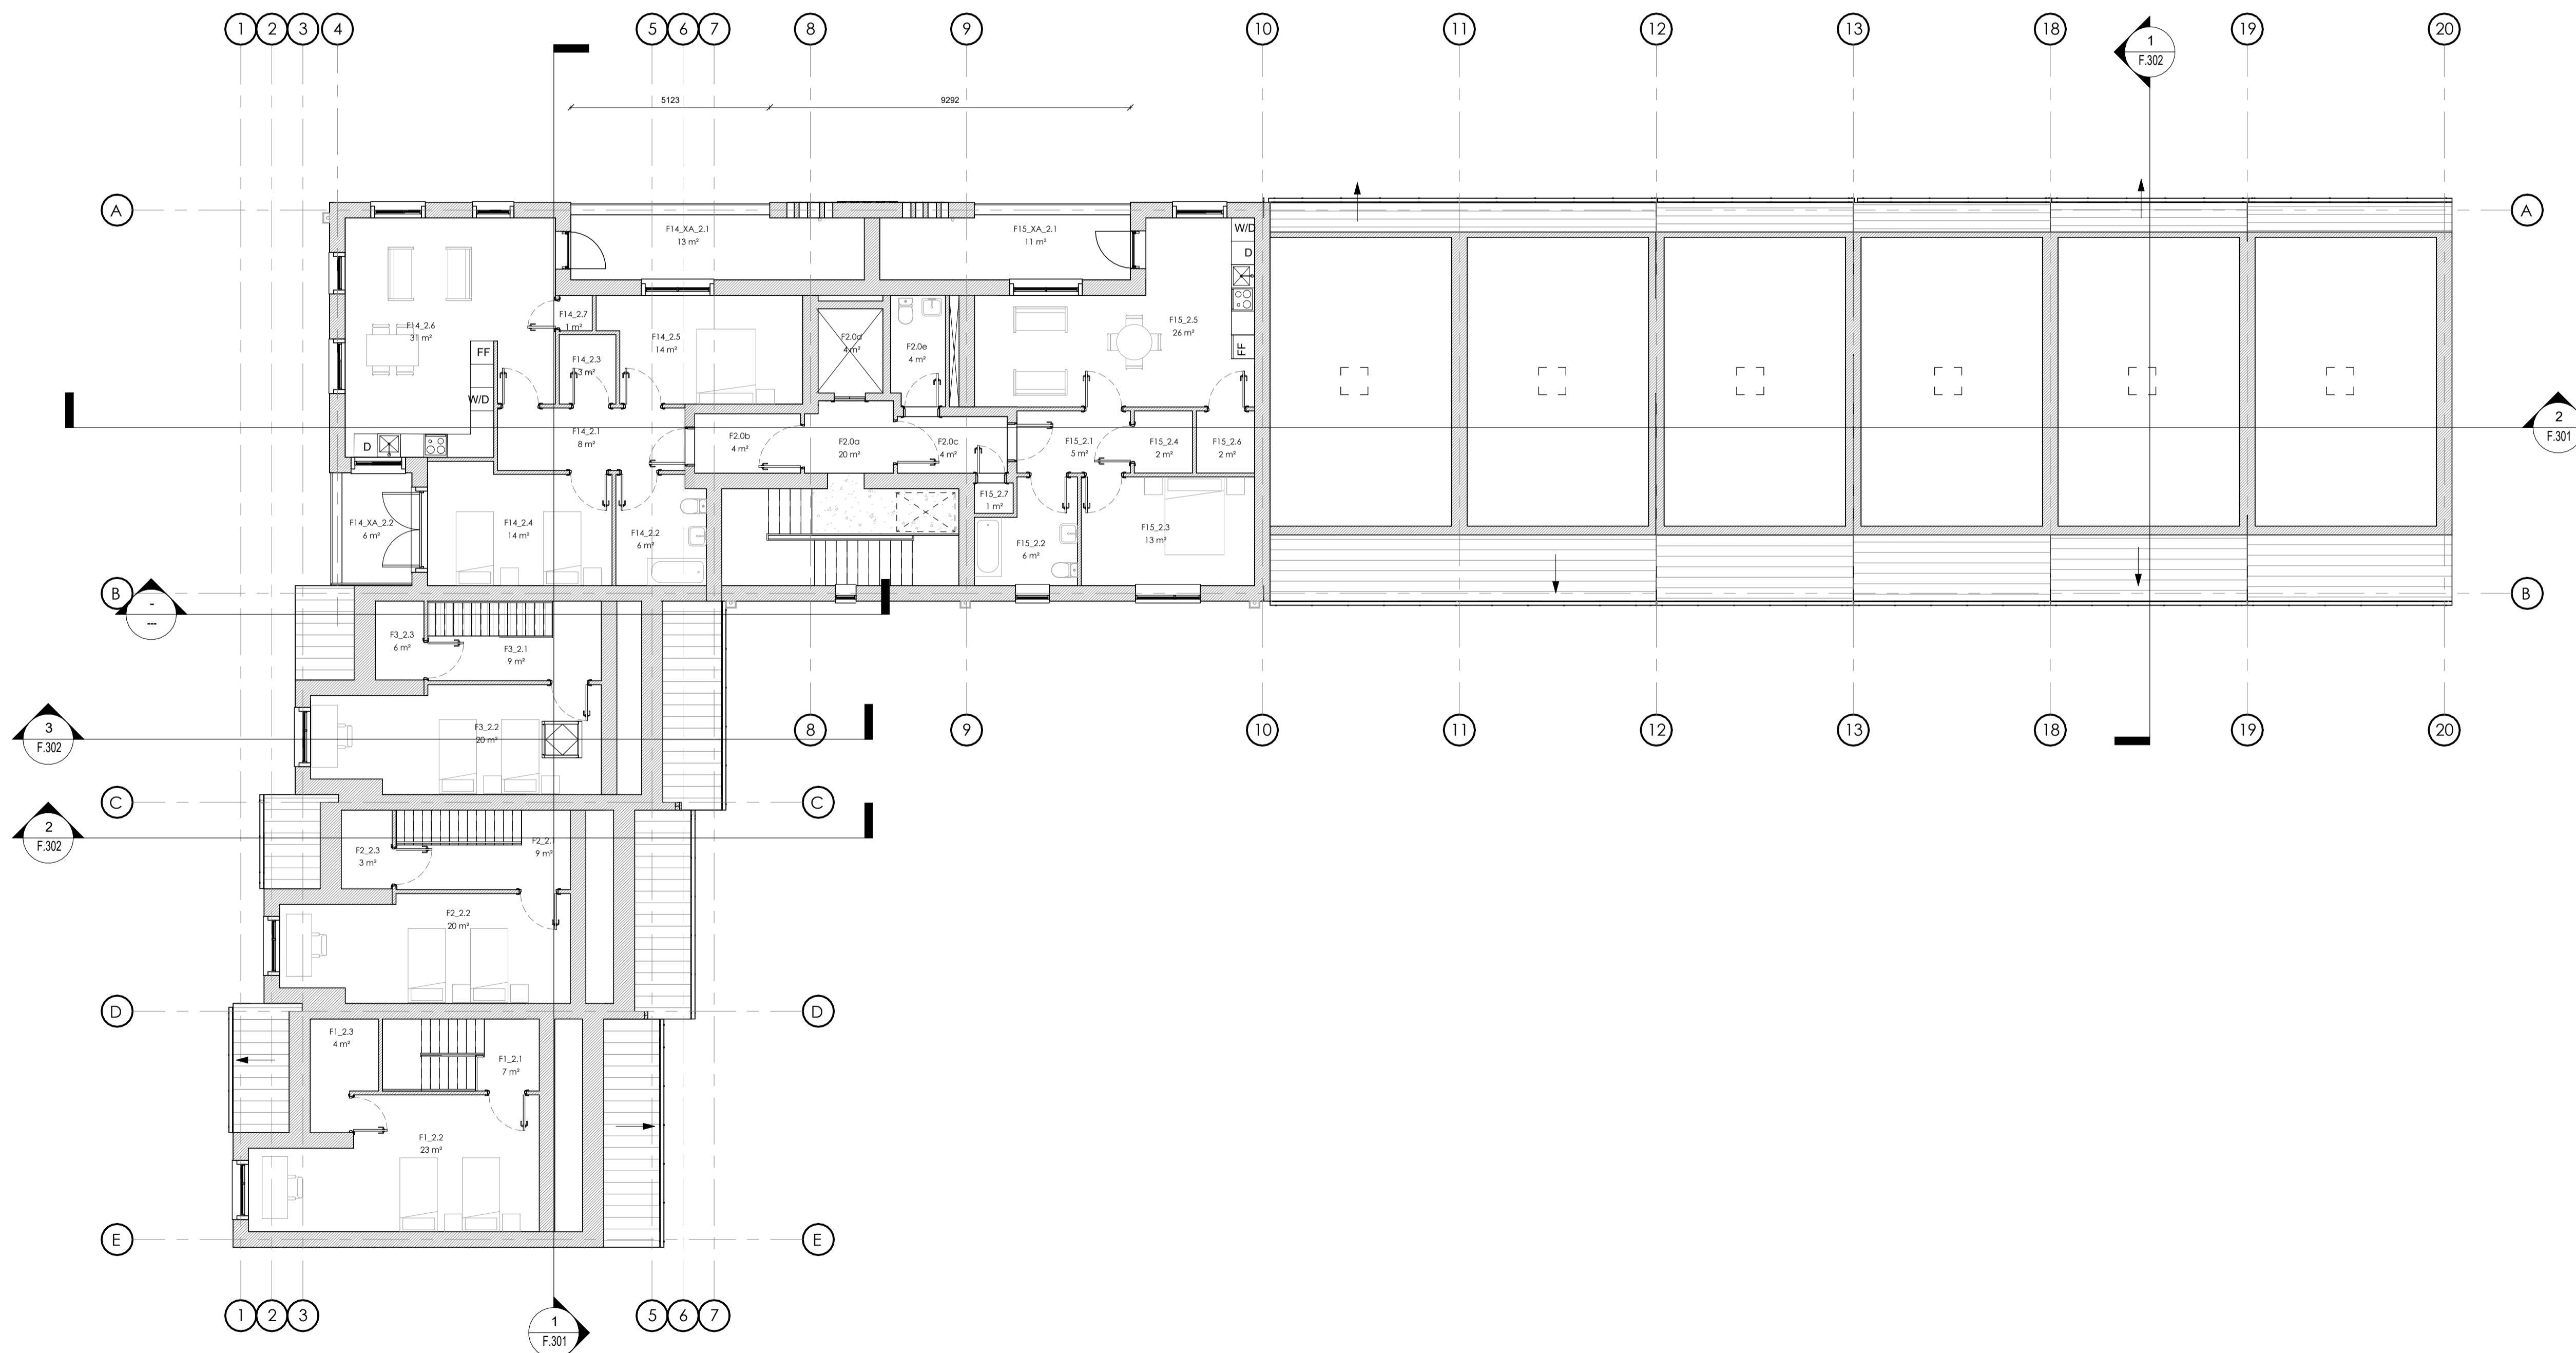 1 2 3 4 5 6 7 8 9 10 11 12 13 18 19 20
1
F.302
5123 9292
A A
F14_XA_2.1
13 m²
F15_XA_2.1
11 m²
W/D
D
F14_2.7
1 m²
F14_2.6
31 m²
F14_2.5
14 m²
F2.0d
4 m²
F2.0e
4 m²
F15_2.5
26 m²
FF
FF
F14_2.3
3 m²
W/D
D
F14_2.1
8 m²
F2.0b
4 m²
F2.0a
20 m²
F2.0c
4 m²
F15_2.1
5 m²
F15_2.4
2 m²
F15_2.6
2 m²
2
F.301
F14_XA_2.2
6 m²
F14_2.4
14 m²
F14_2.2
6 m²
F15_2.7
1 m²
F15_2.2
6 m²
F15_2.3
13 m²
B B
-
---
F3_2.3
6 m²
F3_2.1
9 m²
3
F.302
F3_2.2
20 m²
8 9 10 11 12 13 18 19 20
C C
2
F.302
F2_2.3
3 m²
F2_2.1
9 m²
F2_2.2
20 m²
D D
F1_2.3
4 m²
F1_2.1
7 m²
F1_2.2
23 m²
E E
1 2 3 5 6 7
1
F.301